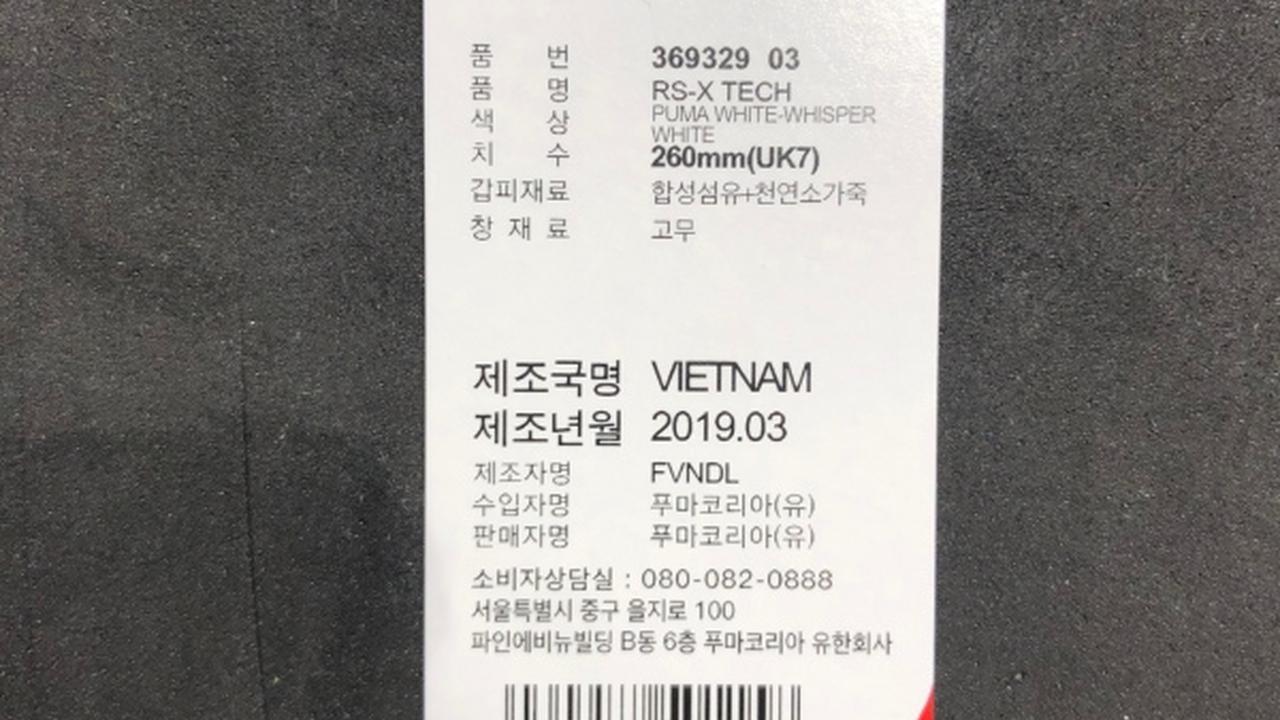 품 번 369329 03
품 명 RS-X TECH
색 상 PUMA WHITE-WHISPER
WHITE
치 수 260mm(UK7)
갑피재료 합성섬유+천연소가죽
창 재 료 고무
제조국명 VIETNAM
제조년월 2019.03
제조자명 FVNDL
수입자명 푸마코리아(유)
판매자명 푸마코리아(유)
소비자상담실 : 080-082-0888
서울특별시 중구 을지로 100
파인에비뉴빌딩 B동 6층 푸마코리아 유한회사